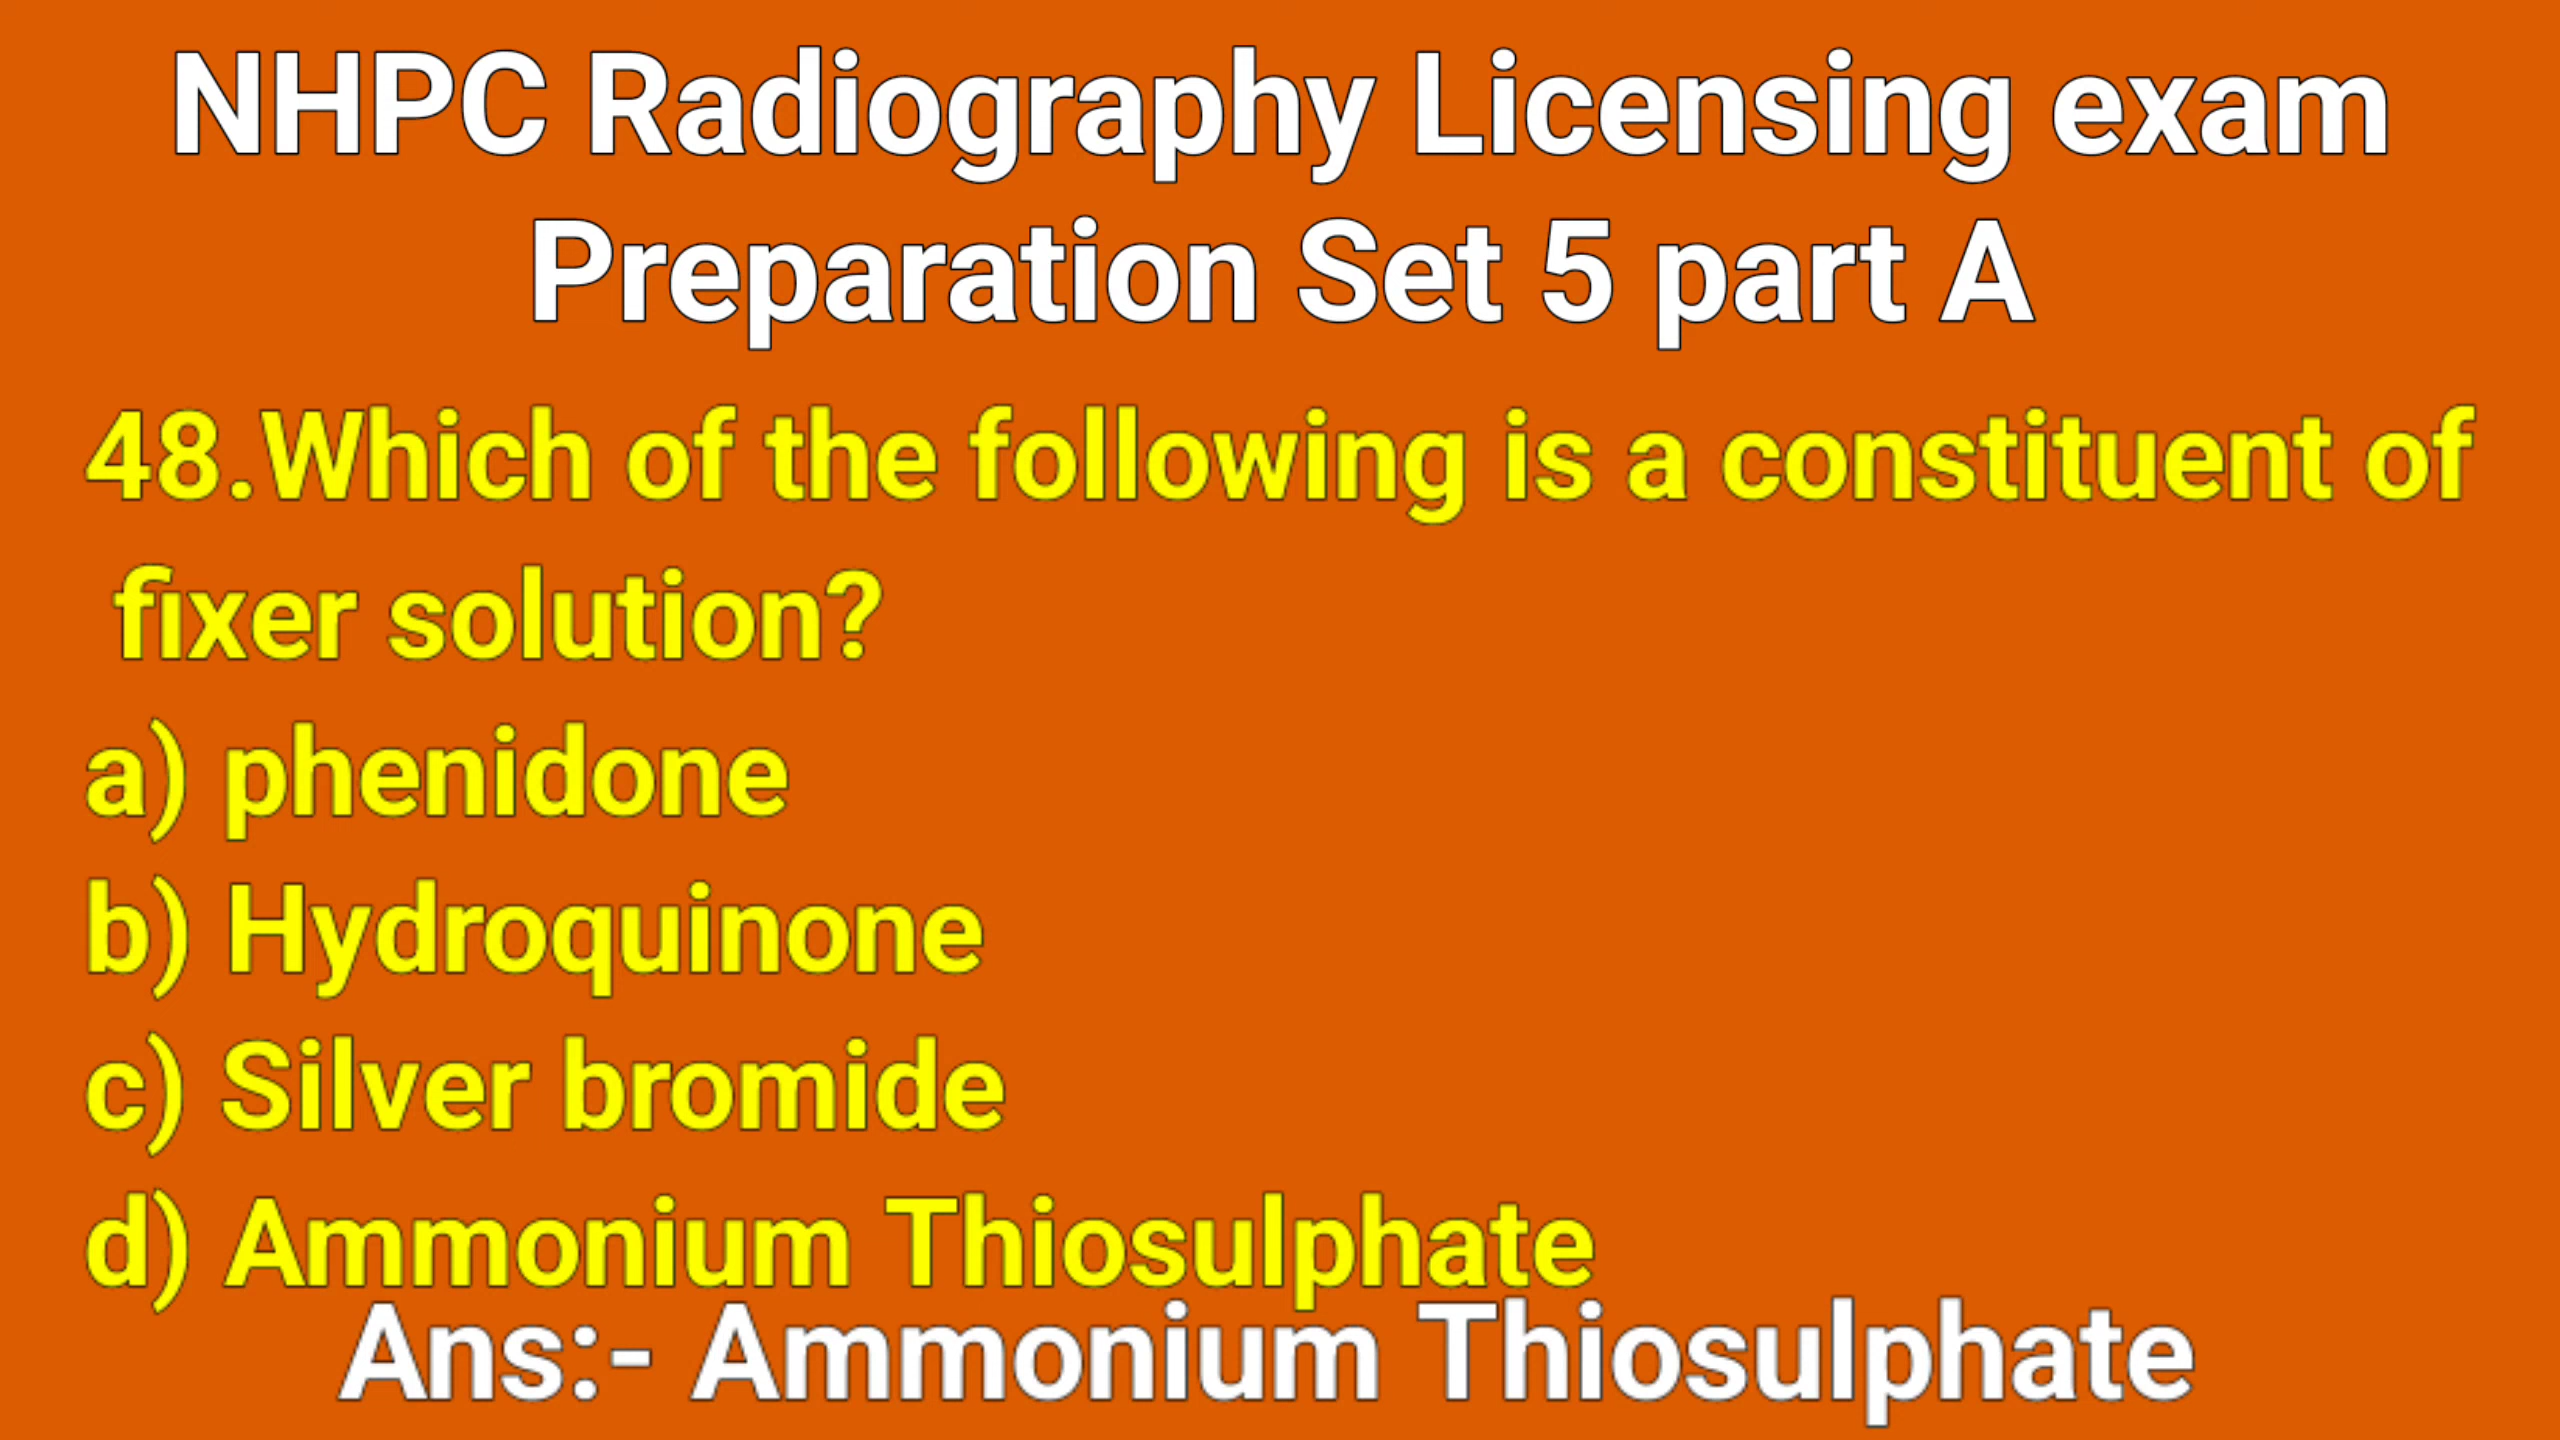 NHPC Radiography Licensing exam
Preparation Set 5 part A
48.Which of the following is a constituent of
fixer solution?
a) phenidone
b) Hydroquinone
c) Silver bromide
d) Ammonium Thiosulphate
Ans:- Ammonium Thiosulphate